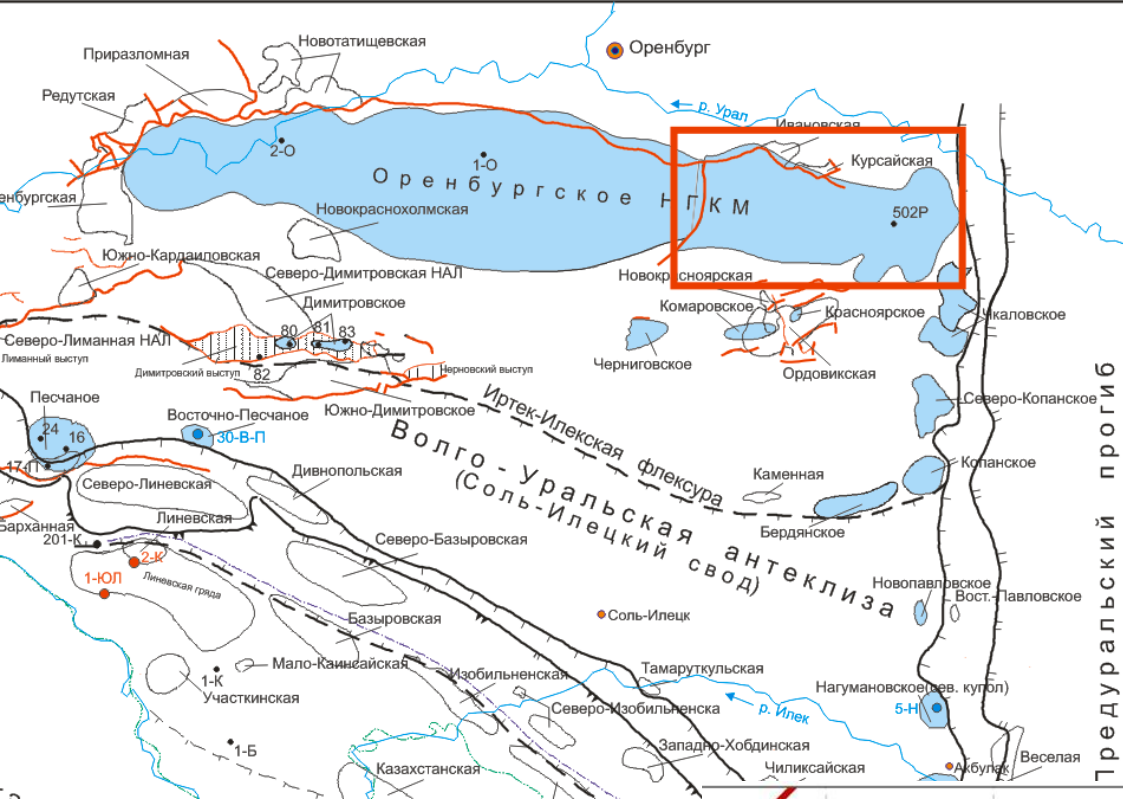 Новотатищевская
Оренбург
Приразломная
Редутская
р. Урал
Ивановская
2-О
1-О
Курсайская
Оренбургское НГКМ
енбургская
Новокраснохолмская
502Р
Южно-Кардаиловская
Северо-Димитровская НАЛ
Новокрасноярская
Димитровское
Комаровское
Красноярское
Чкаловское
80
81
83
Северо-Лиманная НАЛ
Лиманный выступ
Димитровский выступ
82
Черновский выступ
Черниговское
Ордовикская
Песчаное
Восточно-Песчаное
Южно-Димитровское
Иртек-Илекская флексура
Северо-Копанское
24
16
30-В-П
17-П
Волго-Уральская антеклиза
(Соль-Илецкий свод)
Предуральский прогиб
Дивнопольская
Каменная
Копанское
Северо-Линевская
Барханная
Линевская
Бердянское
201-К
Северо-Базыровская
2-К
1-ЮЛ
Линевская гряда
Новопавловское
Вост.-Павловское
Базыровская
Соль-Илецк
Мало-Каинсайская
1-К
Участкинская
Изобильненская
Тамаруткульская
Северо-Изобильненска
Нагумановское(сев. купол)
5-Н
р. Илек
1-Б
Западно-Хобдинская
Веселая
Казахстанская
Чиликсайская
Акбулак